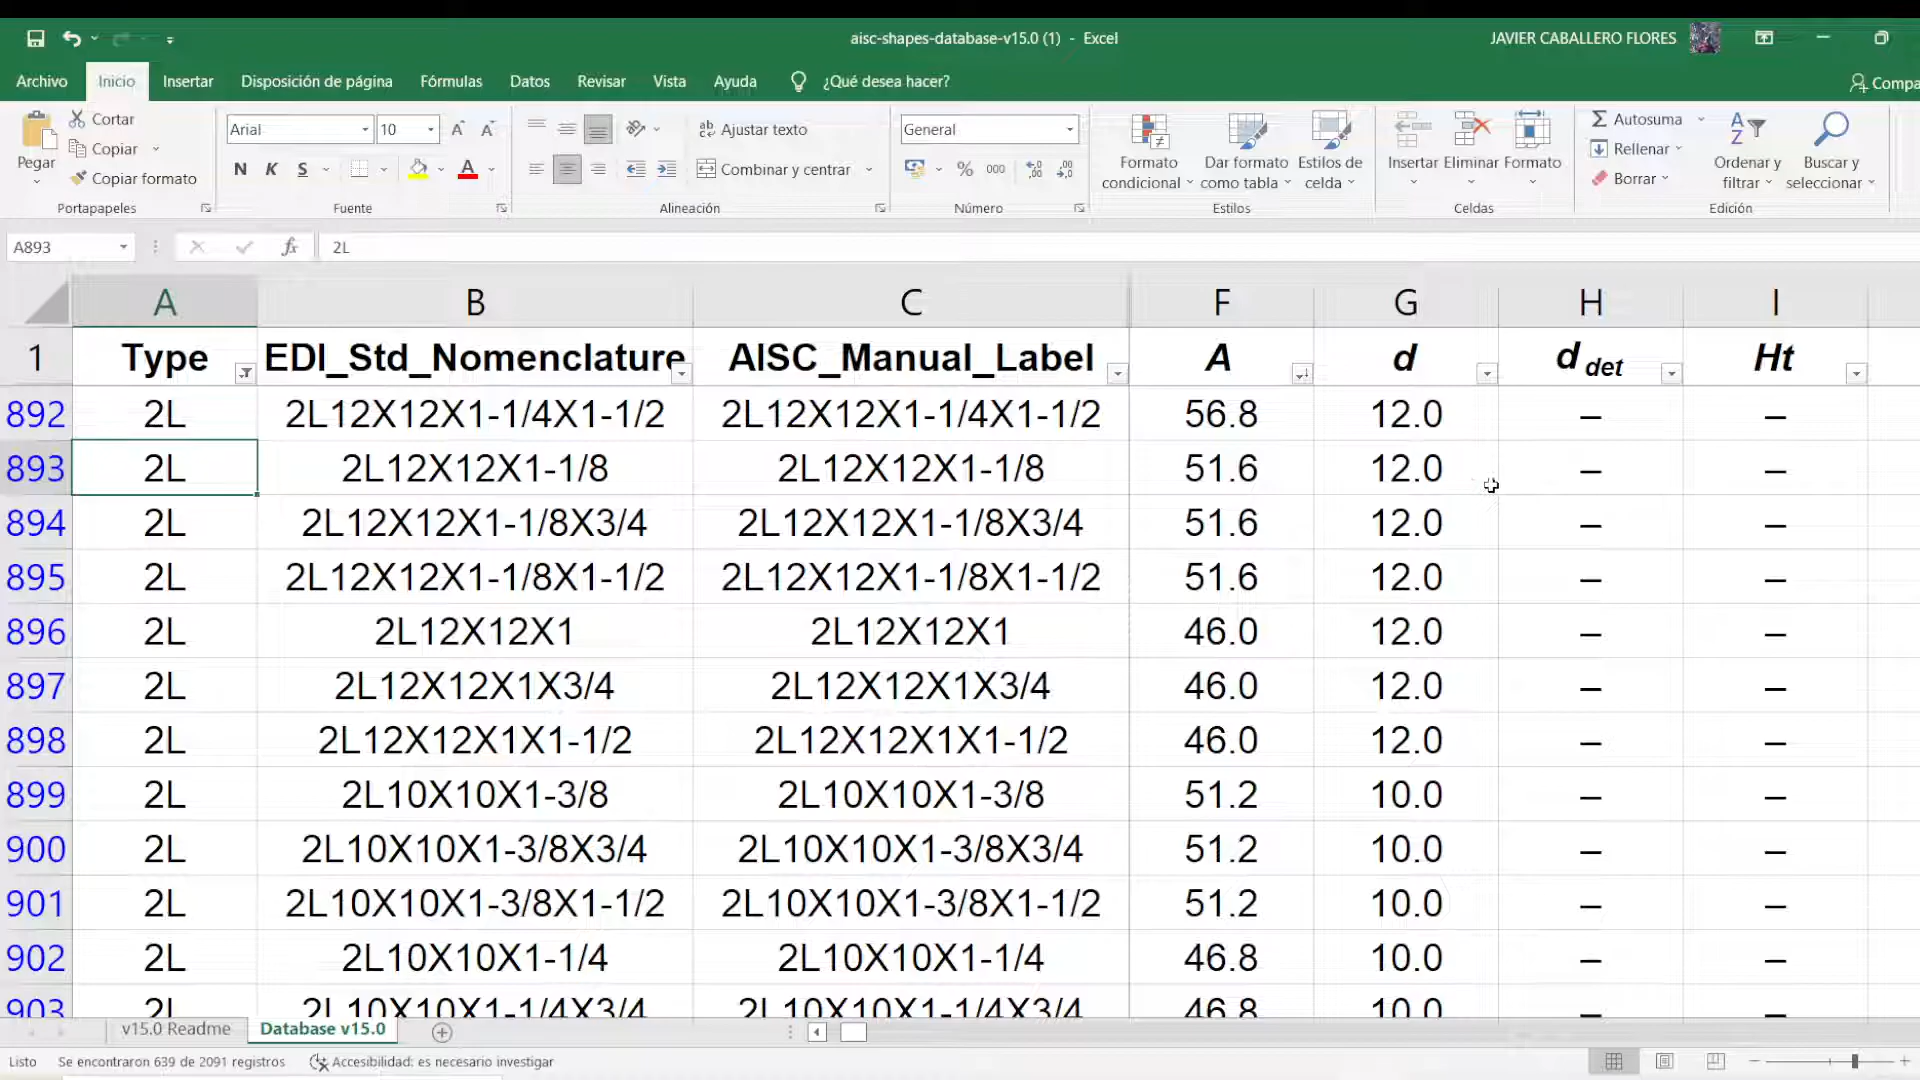 aisc-shapes-database-v15.0 (1) - Excel
JAVIER CABALLERO FLORES
Archivo Inicio Insertar Disposición de página Fórmulas Datos Revisar Vista Ayuda ¿Qué desea hacer? Compa
Pegar
Cortar
Copiar
Copiar formato
Portapapeles
Arial 10
N K S
Fuente
Ajustar texto
Combinar y centrar
Alineación
General
% 000
Número
Formato condicional
Dar formato como tabla
Estilos de celda
Estilos
Insertar Eliminar Formato
Celdas
Autosuma
Rellenar
Borrar
Ordenar y filtrar
Buscar y seleccionar
Edición
A893 fx 2L
A B C F G H I
1 Type EDI_Std_Nomenclature AISC_Manual_Label A d d det Ht
892 2L 2L12X12X1-1/4X1-1/2 2L12X12X1-1/4X1-1/2 56.8 12.0 – –
893 2L 2L12X12X1-1/8 2L12X12X1-1/8 51.6 12.0 – –
894 2L 2L12X12X1-1/8X3/4 2L12X12X1-1/8X3/4 51.6 12.0 – –
895 2L 2L12X12X1-1/8X1-1/2 2L12X12X1-1/8X1-1/2 51.6 12.0 – –
896 2L 2L12X12X1 2L12X12X1 46.0 12.0 – –
897 2L 2L12X12X1X3/4 2L12X12X1X3/4 46.0 12.0 – –
898 2L 2L12X12X1X1-1/2 2L12X12X1X1-1/2 46.0 12.0 – –
899 2L 2L10X10X1-3/8 2L10X10X1-3/8 51.2 10.0 – –
900 2L 2L10X10X1-3/8X3/4 2L10X10X1-3/8X3/4 51.2 10.0 – –
901 2L 2L10X10X1-3/8X1-1/2 2L10X10X1-3/8X1-1/2 51.2 10.0 – –
902 2L 2L10X10X1-1/4 2L10X10X1-1/4 46.8 10.0 – –
903 2L 2L10X10X1-1/4X3/4 2L10X10X1-1/4X3/4 46.8 10.0 – –
v15.0 Readme Database v15.0
Listo Se encontraron 639 de 2091 registros Accesibilidad: es necesario investigar